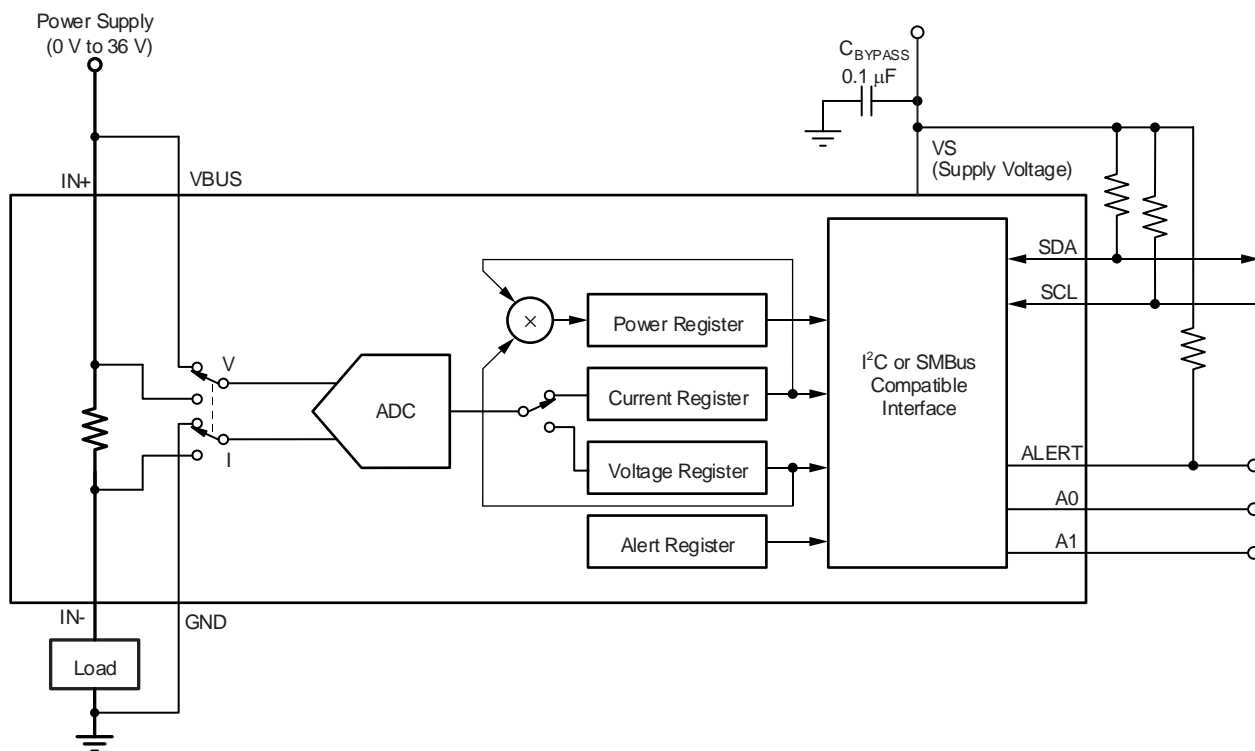 Power Supply
(0 V to 36 V)
C_BYPASS
0.1 μF
VS
(Supply Voltage)
IN+
VBUS
SDA
SCL
V
I
ADC
×
Power Register
Current Register
Voltage Register
Alert Register
I²C or SMBus
Compatible
Interface
ALERT
A0
A1
IN-
GND
Load